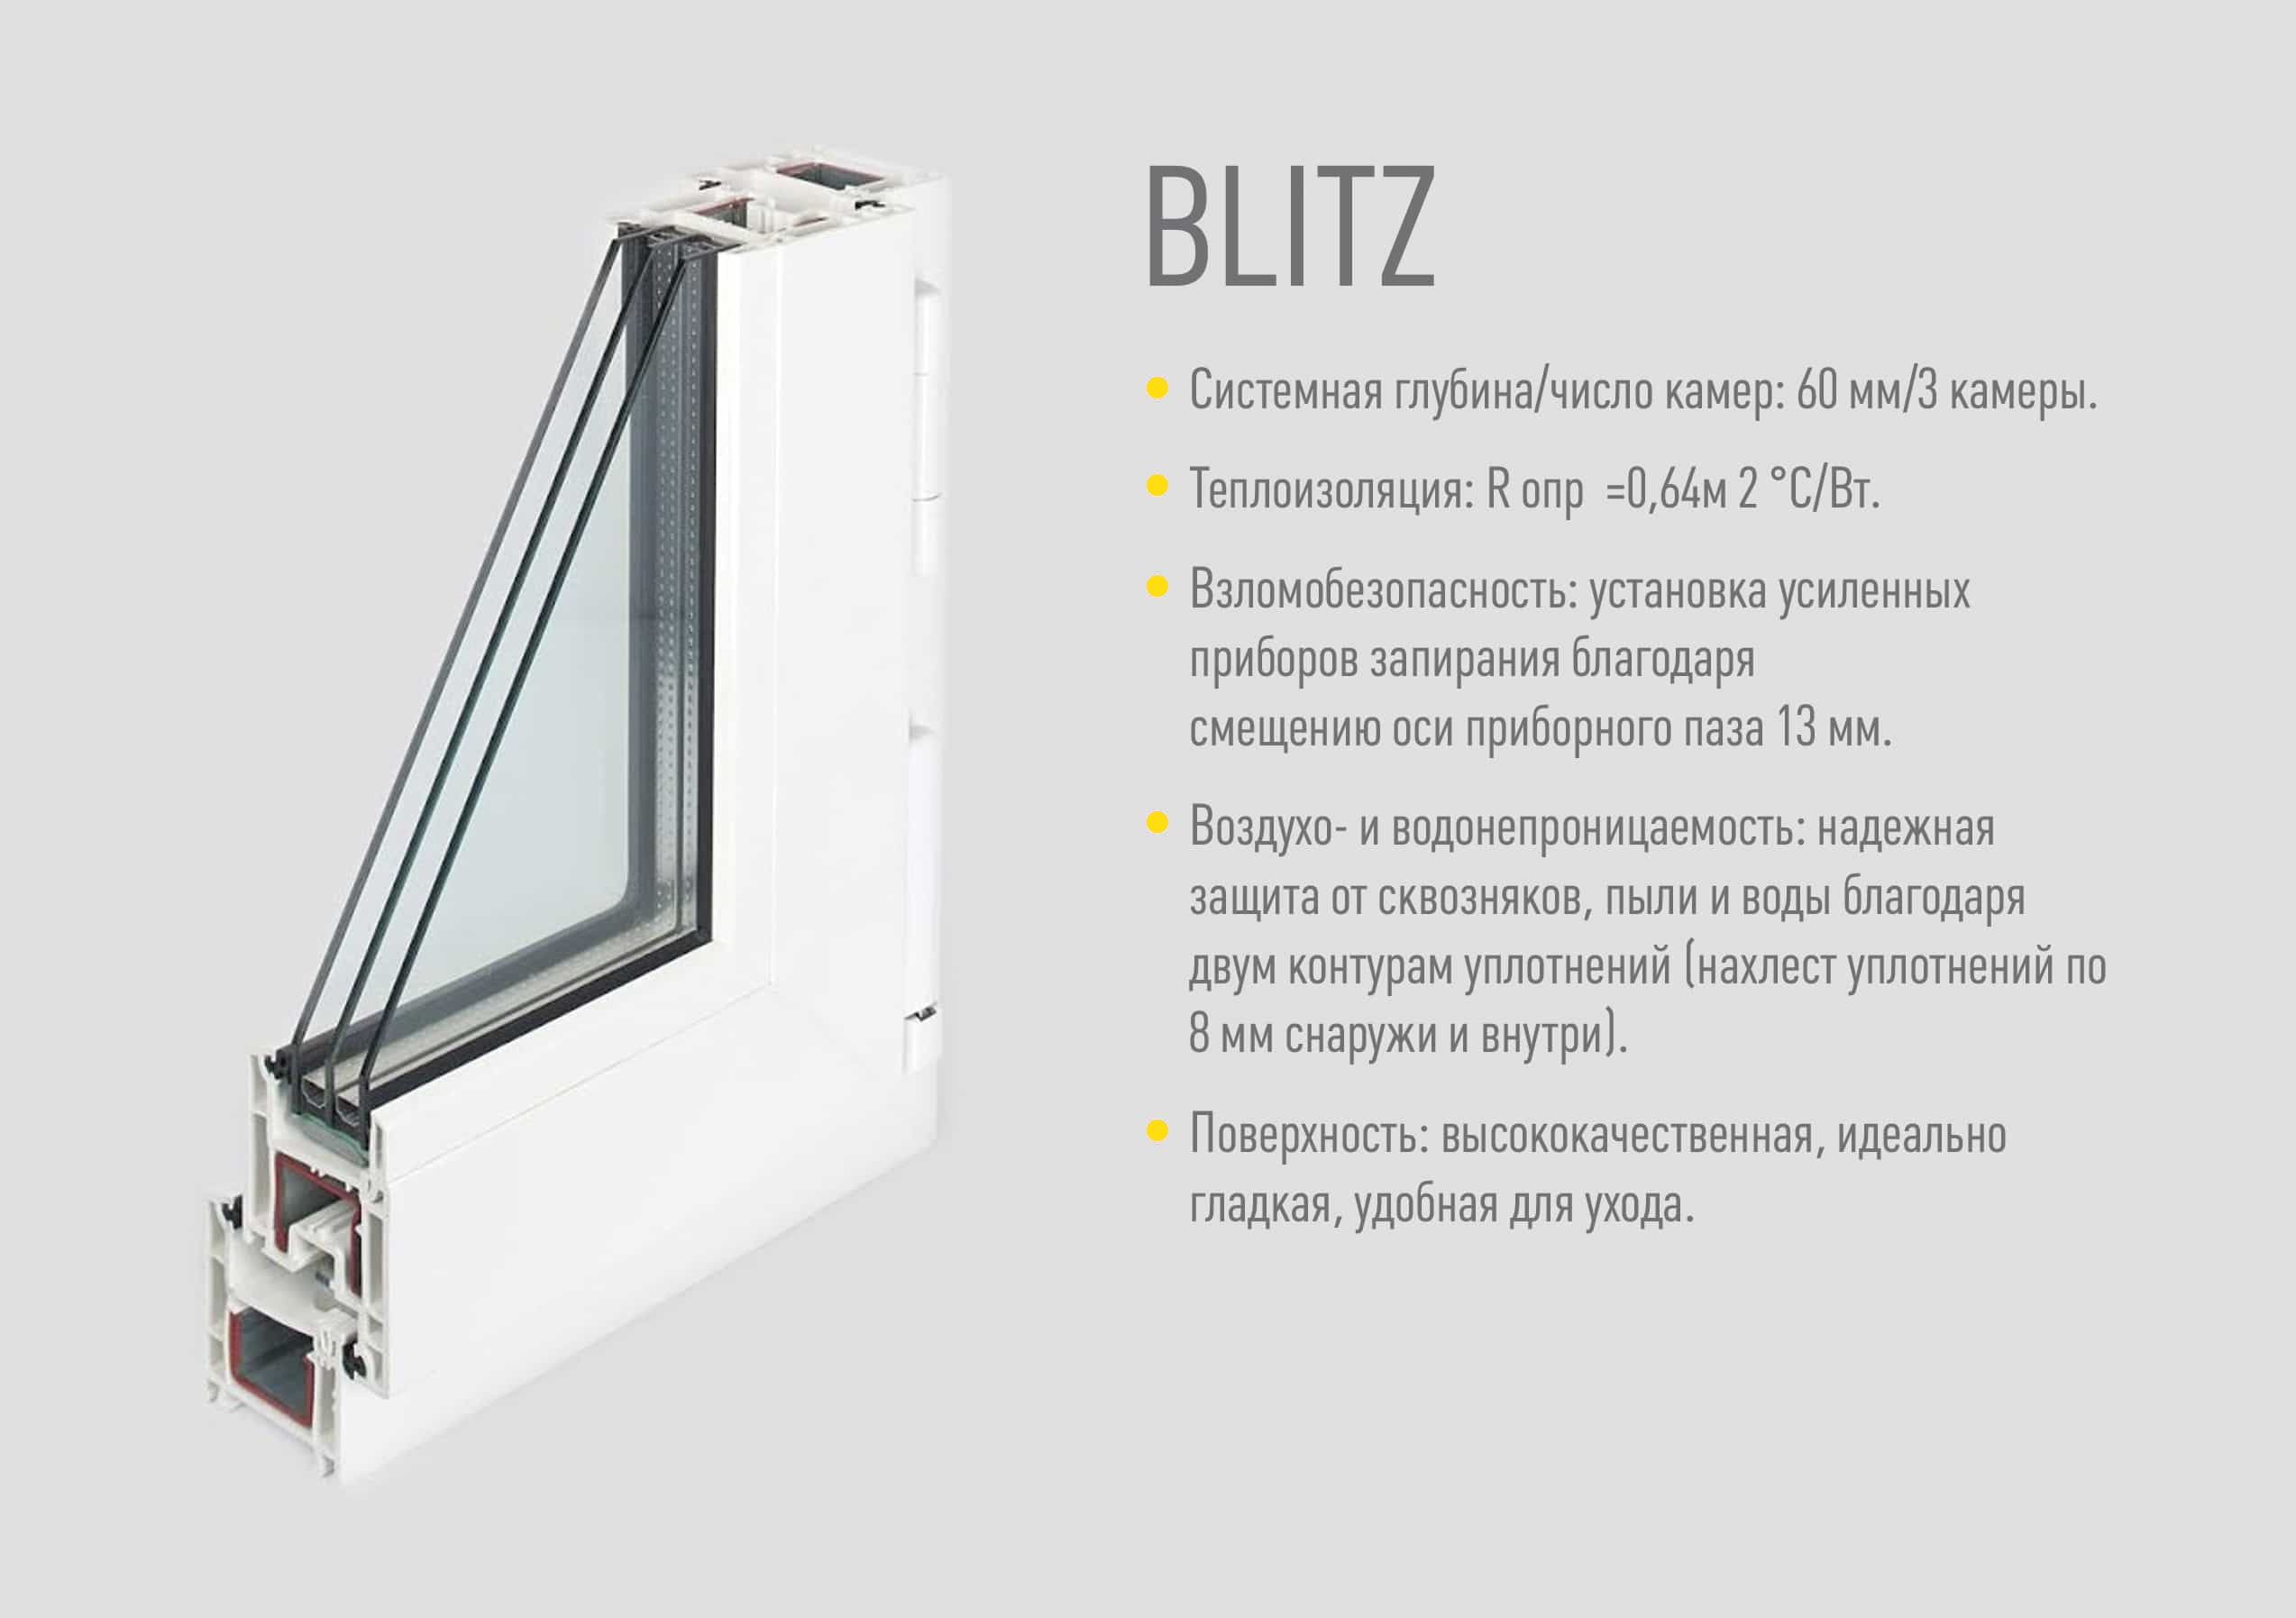 BLITZ
Системная глубина/число камер: 60 мм/3 камеры.
Теплоизоляция: R опр =0,64м 2 °С/Вт.
Взломобезопасность: установка усиленных
приборов запирания благодаря
смещению оси приборного паза 13 мм.
Воздухо- и водонепроницаемость: надежная
защита от сквозняков, пыли и воды благодаря
двум контурам уплотнений (нахлест уплотнений по
8 мм снаружи и внутри).
Поверхность: высококачественная, идеально
гладкая, удобная для ухода.